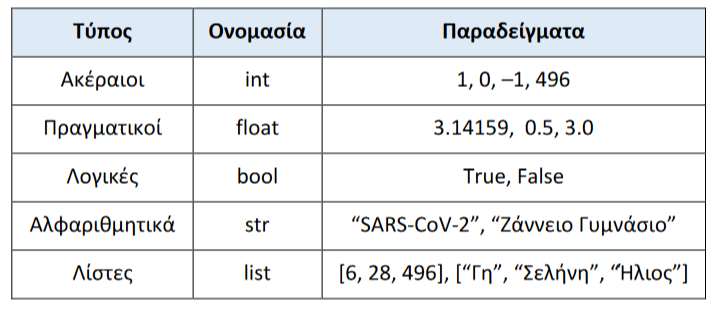 Τύπος Ονομασία Παραδείγματα
Ακέραιοι int 1, 0, –1, 496
Πραγματικοί float 3.14159, 0.5, 3.0
Λογικές bool True, False
Αλφαριθμητικά str “SARS-CoV-2”, “Ζάννειο Γυμνάσιο”
Λίστες list [6, 28, 496], [“Γη”, “Σελήνη”, “Ήλιος”]